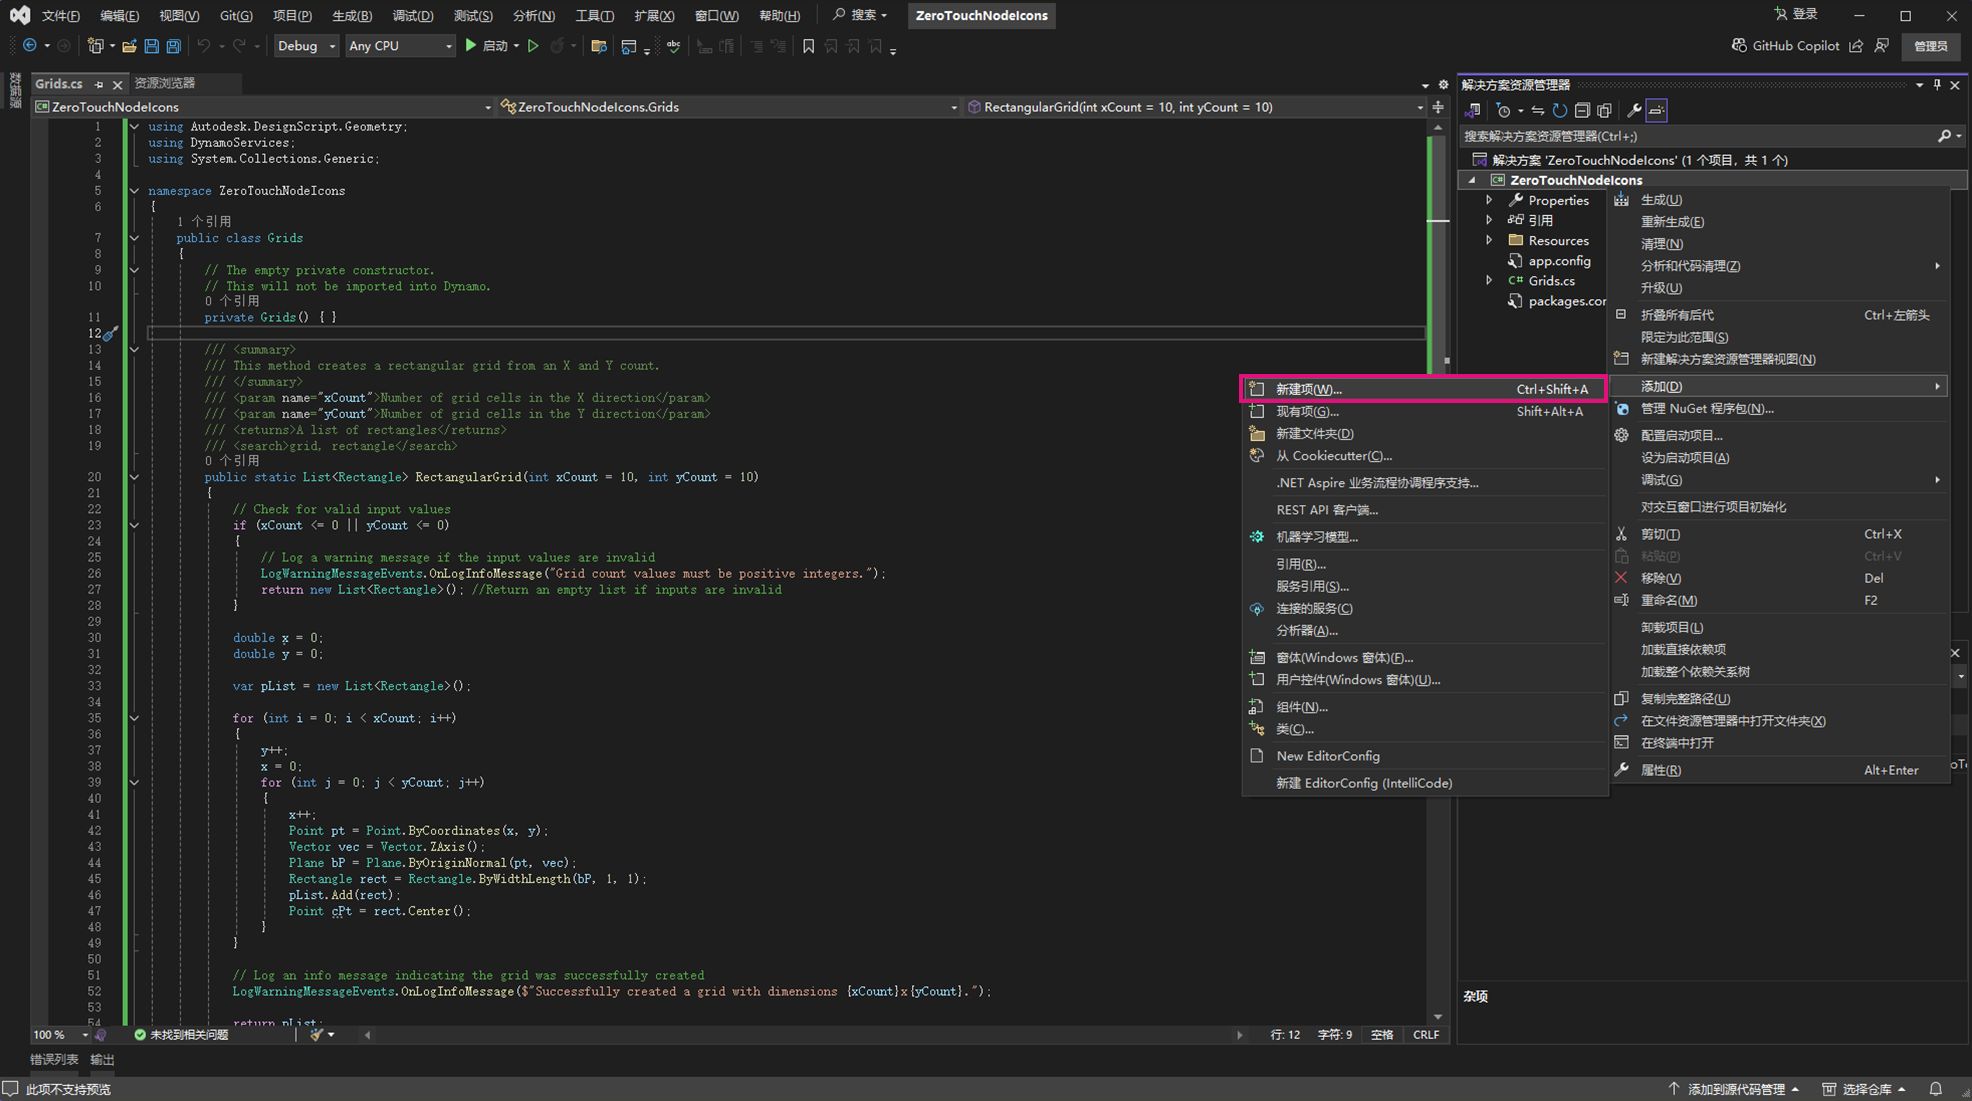 文件(F) 编辑(E) 视图(V) Git(G) 项目(P) 生成(B) 调试(D) 测试(S) 分析(N) 工具(T) 扩展(X) 窗口(W) 帮助(H) 搜索 ZeroTouchNodeIcons 登录
Debug Any CPU 启动 GitHub Copilot 管理员
Grids.cs 资源浏览器
ZeroTouchNodeIcons ZeroTouchNodeIcons.Grids RectangularGrid(int xCount = 10, int yCount = 10)
1 using Autodesk.DesignScript.Geometry;
2 using DynamoServices;
3 using System.Collections.Generic;
4
5 namespace ZeroTouchNodeIcons
6 {
1 个引用
7 public class Grids
8 {
9 // The empty private constructor.
10 // This will not be imported into Dynamo.
0 个引用
11 private Grids() { }
12
13 /// <summary>
14 /// This method creates a rectangular grid from an X and Y count.
15 /// </summary>
16 /// <param name="xCount">Number of grid cells in the X direction</param>
17 /// <param name="yCount">Number of grid cells in the Y direction</param>
18 /// <returns>A list of rectangles</returns>
19 /// <search>grid, rectangle</search>
0 个引用
20 public static List<Rectangle> RectangularGrid(int xCount = 10, int yCount = 10)
21 {
22 // Check for valid input values
23 if (xCount <= 0 || yCount <= 0)
24 {
25 // Log a warning message if the input values are invalid
26 LogWarningMessageEvents.OnLogInfoMessage("Grid count values must be positive integers.");
27 return new List<Rectangle>(); //Return an empty list if inputs are invalid
28 }
29
30 double x = 0;
31 double y = 0;
32
33 var pList = new List<Rectangle>();
34
35 for (int i = 0; i < xCount; i++)
36 {
37 y++;
38 x = 0;
39 for (int j = 0; j < yCount; j++)
40 {
41 x++;
42 Point pt = Point.ByCoordinates(x, y);
43 Vector vec = Vector.ZAxis();
44 Plane bP = Plane.ByOriginNormal(pt, vec);
45 Rectangle rect = Rectangle.ByWidthLength(bP, 1, 1);
46 pList.Add(rect);
47 Point cPt = rect.Center();
48 }
49 }
50
51 // Log an info message indicating the grid was successfully created
52 LogWarningMessageEvents.OnLogInfoMessage($"Successfully created a grid with dimensions {xCount}x{yCount}.");
53
54 return pList;
100 % 未找到相关问题 行: 12 字符: 9 空格 CRLF
错误列表 输出
此项不支持预览 添加到源代码管理 选择仓库
解决方案资源管理器
搜索解决方案资源管理器(Ctrl+;)
解决方案 'ZeroTouchNodeIcons' (1 个项目，共 1 个)
ZeroTouchNodeIcons
Properties
引用
Resources
app.config
C# Grids.cs
packages.con
生成(U)
重新生成(E)
清理(N)
分析和代码清理(Z)
升级(U)
折叠所有后代 Ctrl+左箭头
限定为此范围(S)
新建解决方案资源管理器视图(N)
添加(D)
管理 NuGet 程序包(N)...
配置启动项目...
设为启动项目(A)
调试(G)
对交互窗口进行项目初始化
剪切(T) Ctrl+X
粘贴(P) Ctrl+V
移除(V) Del
重命名(M) F2
卸载项目(L)
加载直接依赖项
加载整个依赖关系树
复制完整路径(U)
在文件资源管理器中打开文件夹(X)
在终端中打开
属性(R) Alt+Enter
新建项(W)... Ctrl+Shift+A
现有项(G)... Shift+Alt+A
新建文件夹(D)
从 Cookiecutter(C)...
.NET Aspire 业务流程协调程序支持...
REST API 客户端...
机器学习模型...
引用(R)...
服务引用(S)...
连接的服务(C)
分析器(A)...
窗体(Windows 窗体)(F)...
用户控件(Windows 窗体)(U)...
组件(N)...
类(C)...
New EditorConfig
新建 EditorConfig (IntelliCode)
杂项